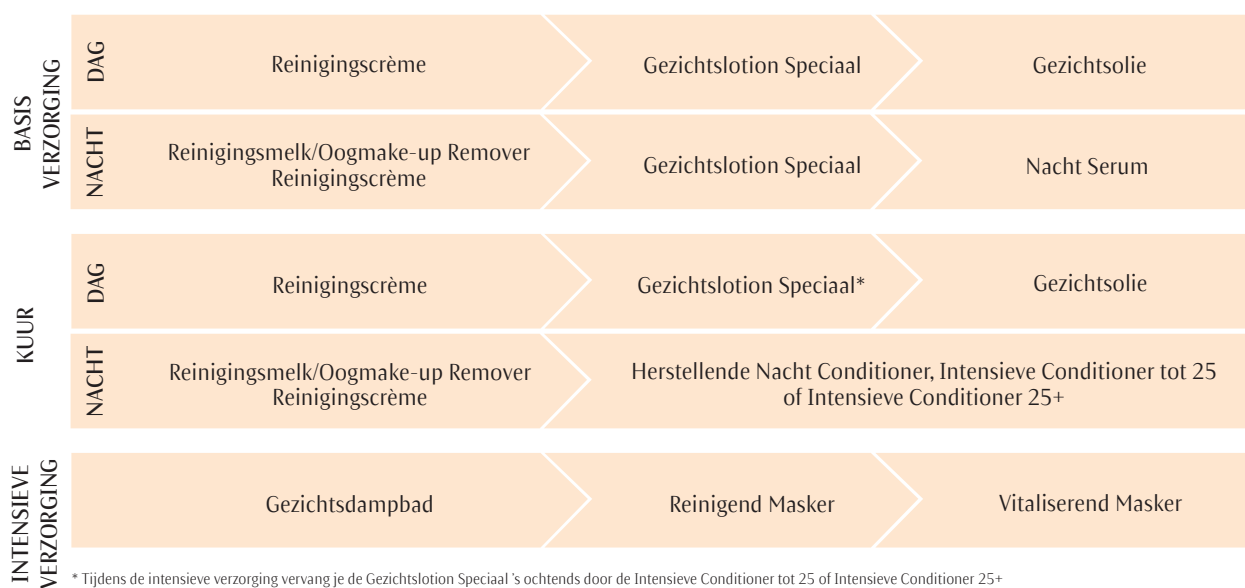 BASIS
VERZORGING
DAG
Reinigingscrème
Gezichtslotion Speciaal
Gezichtsolie
NACHT
Reinigingsmelk/Oogmake-up Remover
Reinigingscrème
Gezichtslotion Speciaal
Nacht Serum
KUUR
DAG
Reinigingscrème
Gezichtslotion Speciaal*
Gezichtsolie
NACHT
Reinigingsmelk/Oogmake-up Remover
Reinigingscrème
Herstellende Nacht Conditioner, Intensieve Conditioner tot 25
of Intensieve Conditioner 25+
INTENSIEVE
VERZORGING
Gezichtsdampbad
Reinigend Masker
Vitaliserend Masker
* Tijdens de intensieve verzorging vervang je de Gezichtslotion Speciaal 's ochtends door de Intensieve Conditioner tot 25 of Intensieve Conditioner 25+